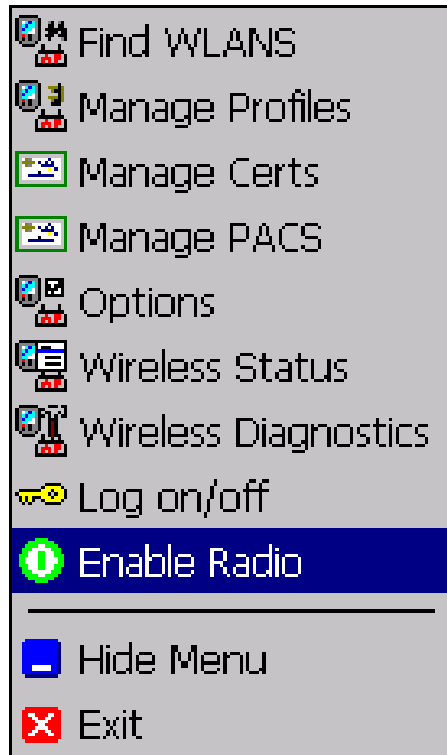 Find WLANS
Manage Profiles
Manage Certs
Manage PACS
Options
Wireless Status
Wireless Diagnostics
Log on/off
Enable Radio
Hide Menu
Exit